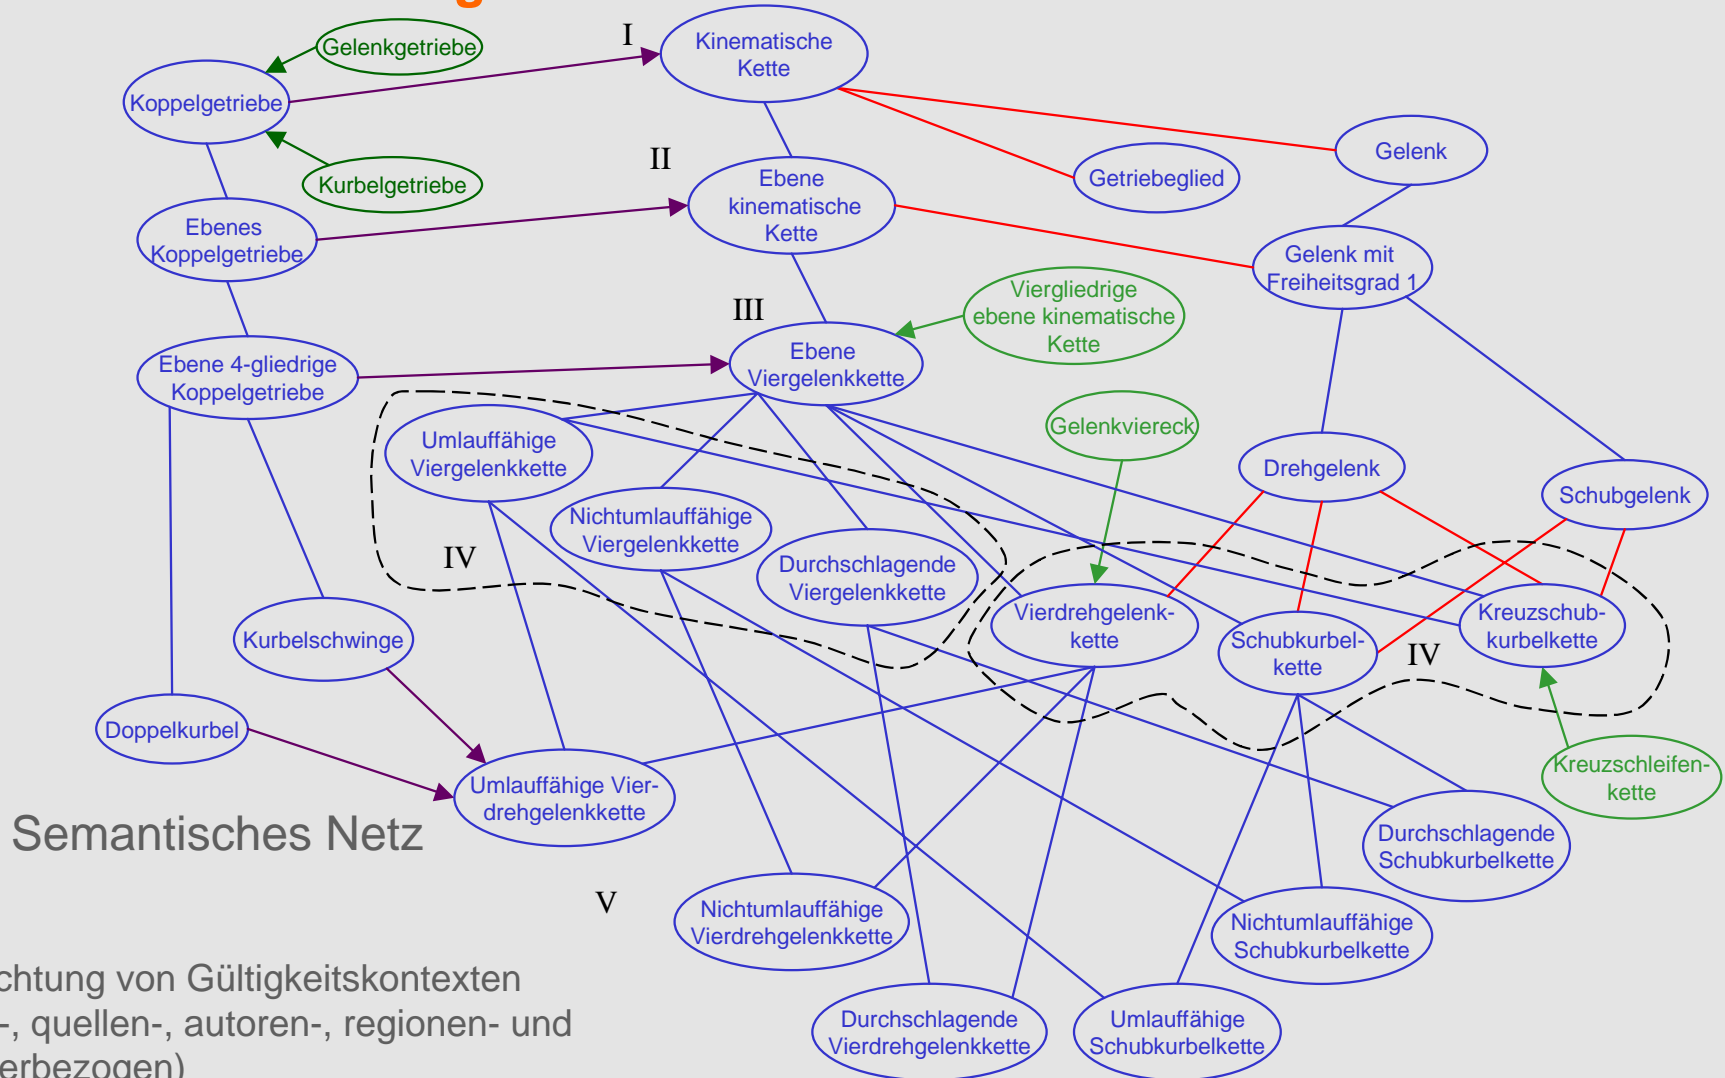 g
I
Kinematische
Kette
Gelenkgetriebe
Koppelgetriebe
Kurbelgetriebe
II
Gelenk
Getriebeglied
Ebene
kinematische
Kette
Ebenes
Koppelgetriebe
Gelenk mit
Freiheitsgrad 1
Viergliedrige
ebene kinematische
Kette
III
Ebene
Viergelenkkette
Ebene 4-gliedrige
Koppelgetriebe
Gelenkviereck
Umlauffähige
Viergelenkkette
Drehgelenk
Schubgelenk
Nichtumlauffähige
Viergelenkkette
IV
Durchschlagende
Viergelenkkette
Vierdrehgelenk-
kette
Schubkurbel-
kette
IV
Kreuzschub-
kurbelkette
Kurbelschwinge
Doppelkurbel
Kreuzschleifen-
kette
Umlauffähige Vier-
drehgelenkkette
Semantisches Netz
Durchschlagende
Schubkurbelkette
V
Nichtumlauffähige
Vierdrehgelenkkette
Nichtumlauffähige
Schubkurbelkette
chtung von Gültigkeitskontexten
-, quellen-, autoren-, regionen- und
erbezogen)
Durchschlagende
Vierdrehgelenkkette
Umlauffähige
Schubkurbelkette